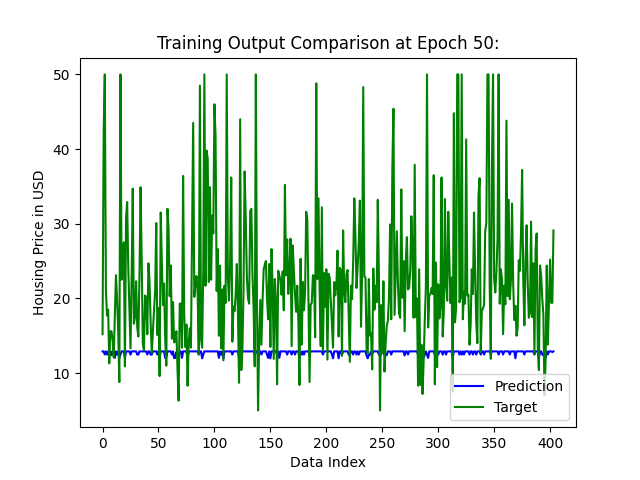 Training Output Comparison at Epoch 50:
50
40
30
20
10
Housing Price in USD
Prediction
Target
0 50 100 150 200 250 300 350 400
Data Index